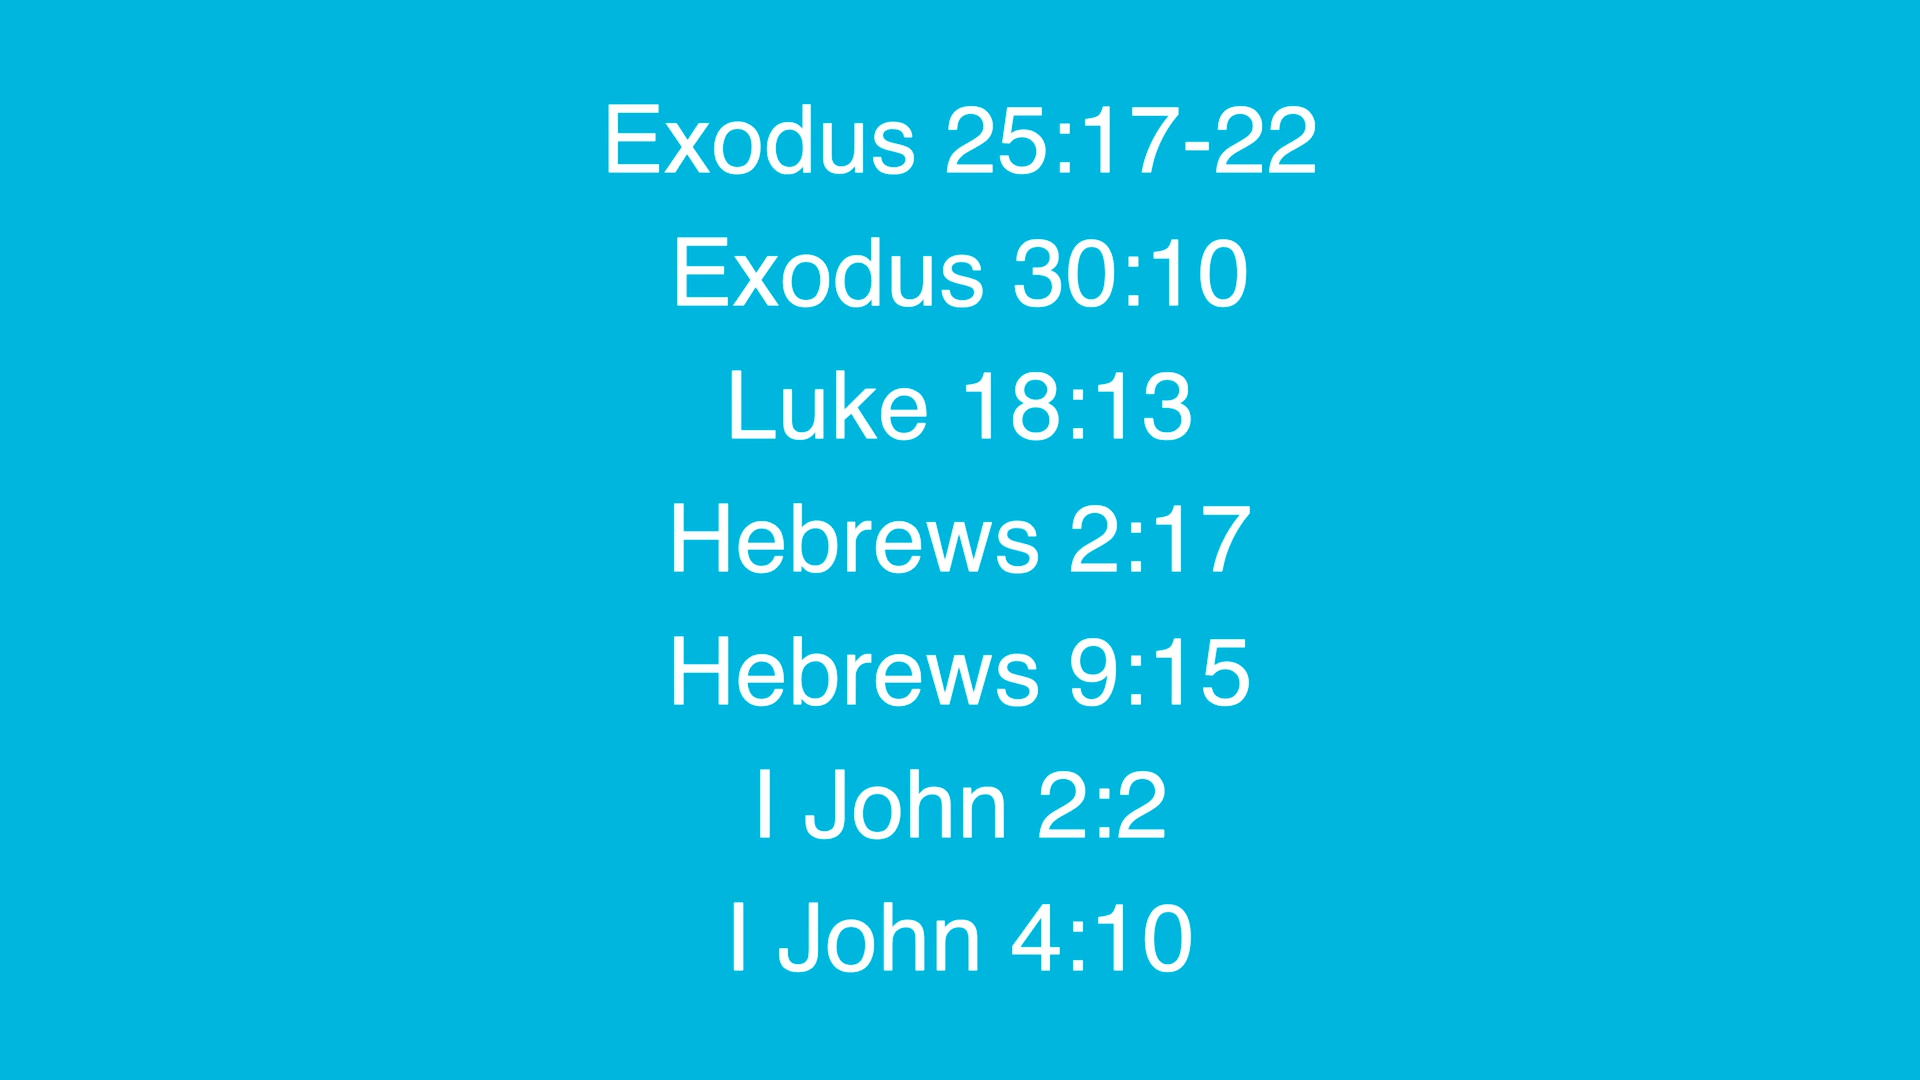 Exodus 25:17-22
Exodus 30:10
Luke 18:13
Hebrews 2:17
Hebrews 9:15
I John 2:2
I John 4:10